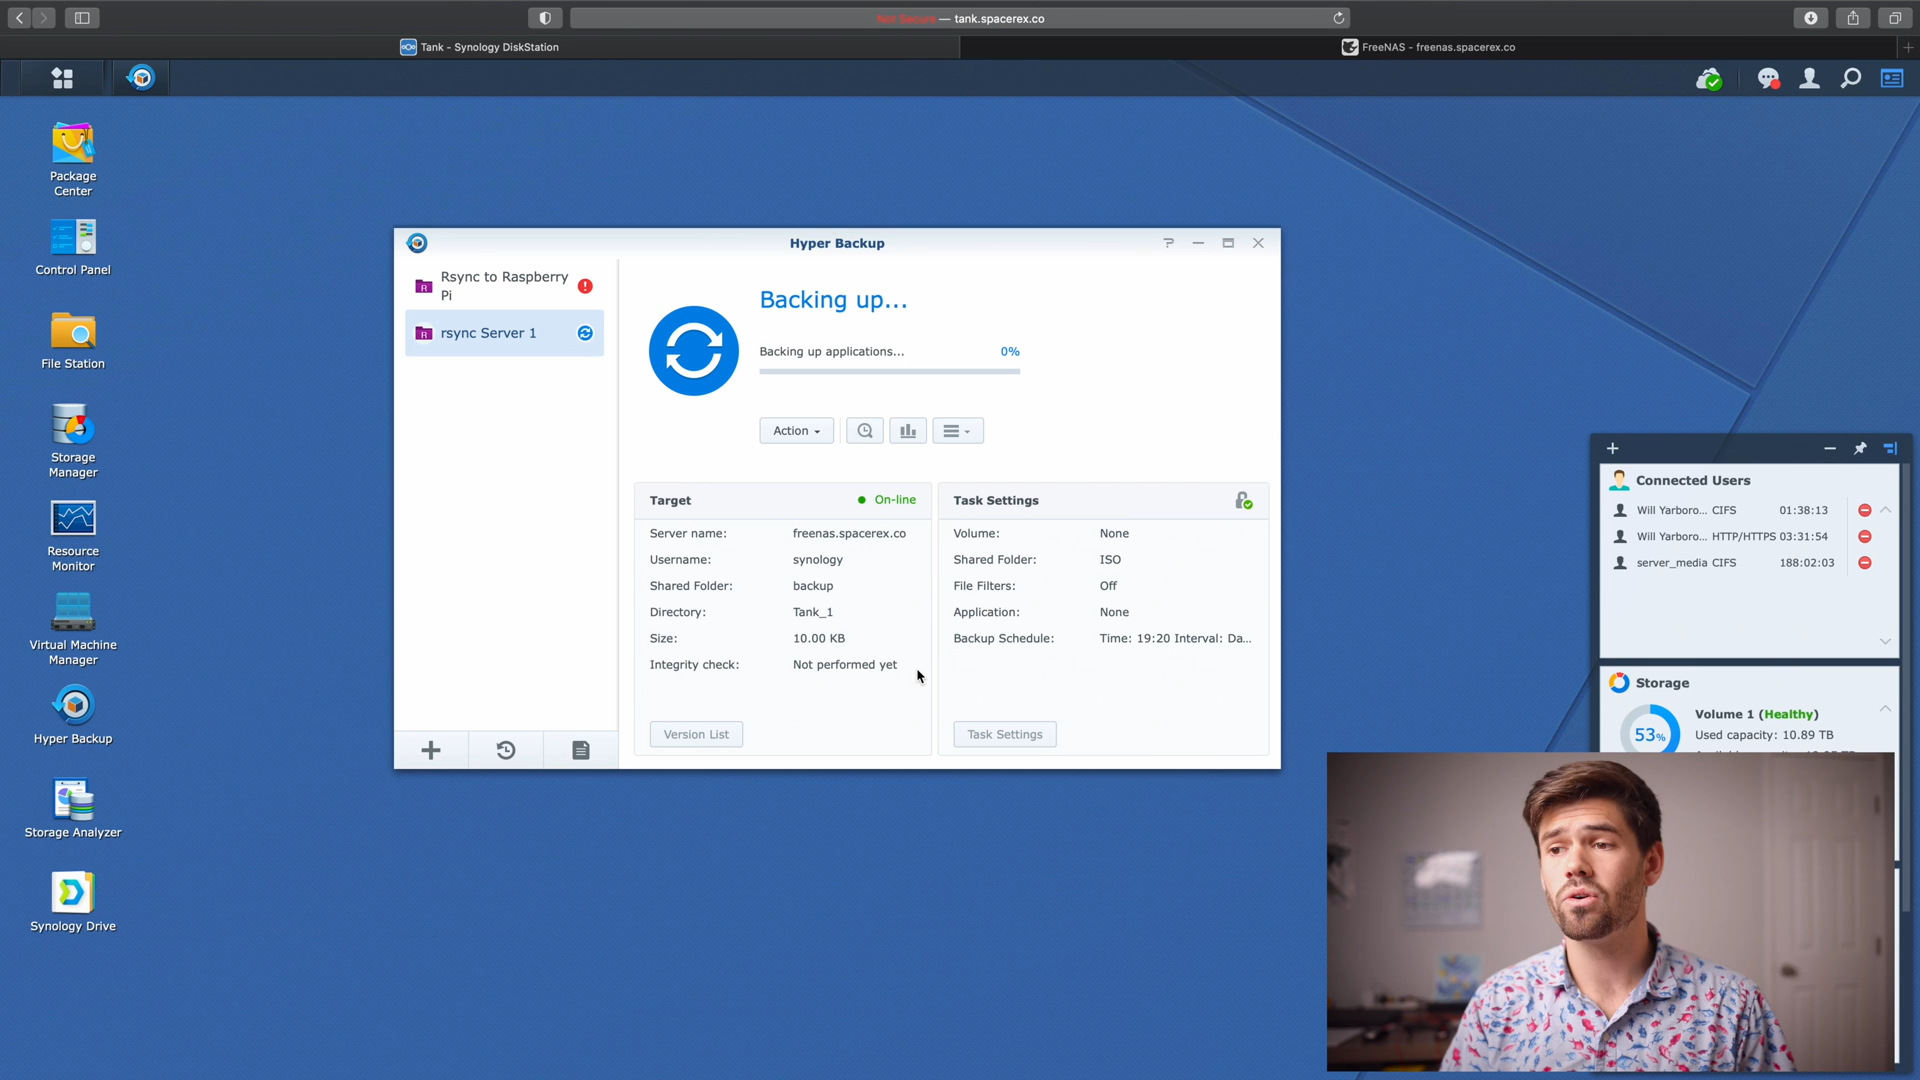 Not Secure — tank.spacerex.co
Tank - Synology DiskStation
FreeNAS - freenas.spacerex.co
Package
Center
Control Panel
File Station
Storage
Manager
Resource
Monitor
Virtual Machine
Manager
Hyper Backup
Storage Analyzer
Synology Drive
Hyper Backup
Rsync to Raspberry
Pi
rsync Server 1
Backing up...
Backing up applications... 0%
Action
Target On-line
Server name: freenas.spacerex.co
Username: synology
Shared Folder: backup
Directory: Tank_1
Size: 10.00 KB
Integrity check: Not performed yet
Version List
Task Settings
Volume: None
Shared Folder: ISO
File Filters: Off
Application: None
Backup Schedule: Time: 19:20 Interval: Da...
Task Settings
Connected Users
Will Yarboro... CIFS 01:38:13
Will Yarboro... HTTP/HTTPS 03:31:54
server_media CIFS 188:02:03
Storage
Volume 1 (Healthy)
53%
Used capacity: 10.89 TB